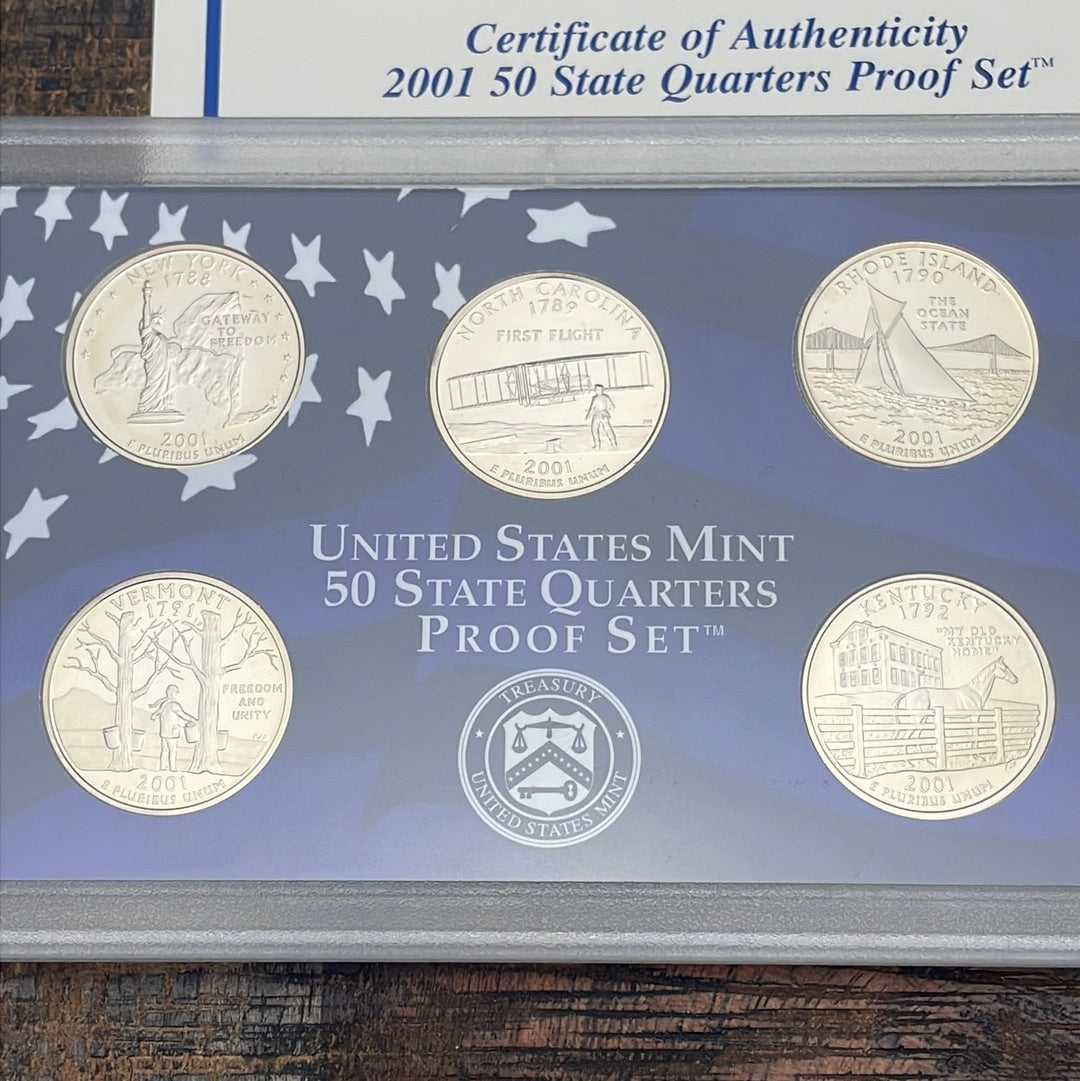 Certificate of Authenticity
2001 50 State Quarters Proof Set™
NEW YORK
1788
GATEWAY
TO
FREEDOM
2001
E PLURIBUS UNUM
NORTH CAROLINA
1789
FIRST FLIGHT
2001
E PLURIBUS UNUM
RHODE ISLAND
1790
THE
OCEAN
STATE
2001
E PLURIBUS UNUM
UNITED STATES MINT
50 STATE QUARTERS
PROOF SET™
VERMONT
1791
FREEDOM
AND
UNITY
2001
E PLURIBUS UNUM
KENTUCKY
1792
"MY OLD
KENTUCKY
HOME"
2001
E PLURIBUS UNUM
TREASURY
UNITED STATES MINT